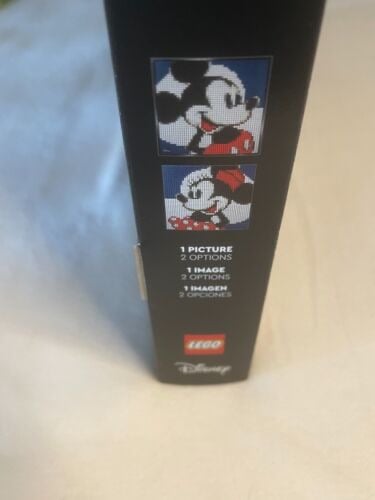 1 PICTURE
2 OPTIONS
1 IMAGE
2 OPTIONS
1 IMAGEN
2 OPCIONES
LEGO
Disney